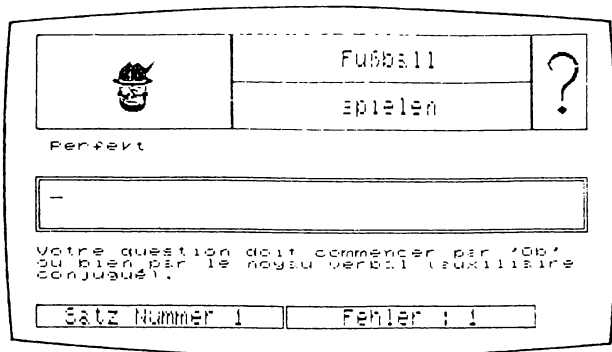 Fußball
?
spielen
Perfekt
_
Votre question doit commencer par 'Ob'
ou bien par le noyau verbal (auxiliaire
conjugué).
Satz Nummer 1
Fehler : 1